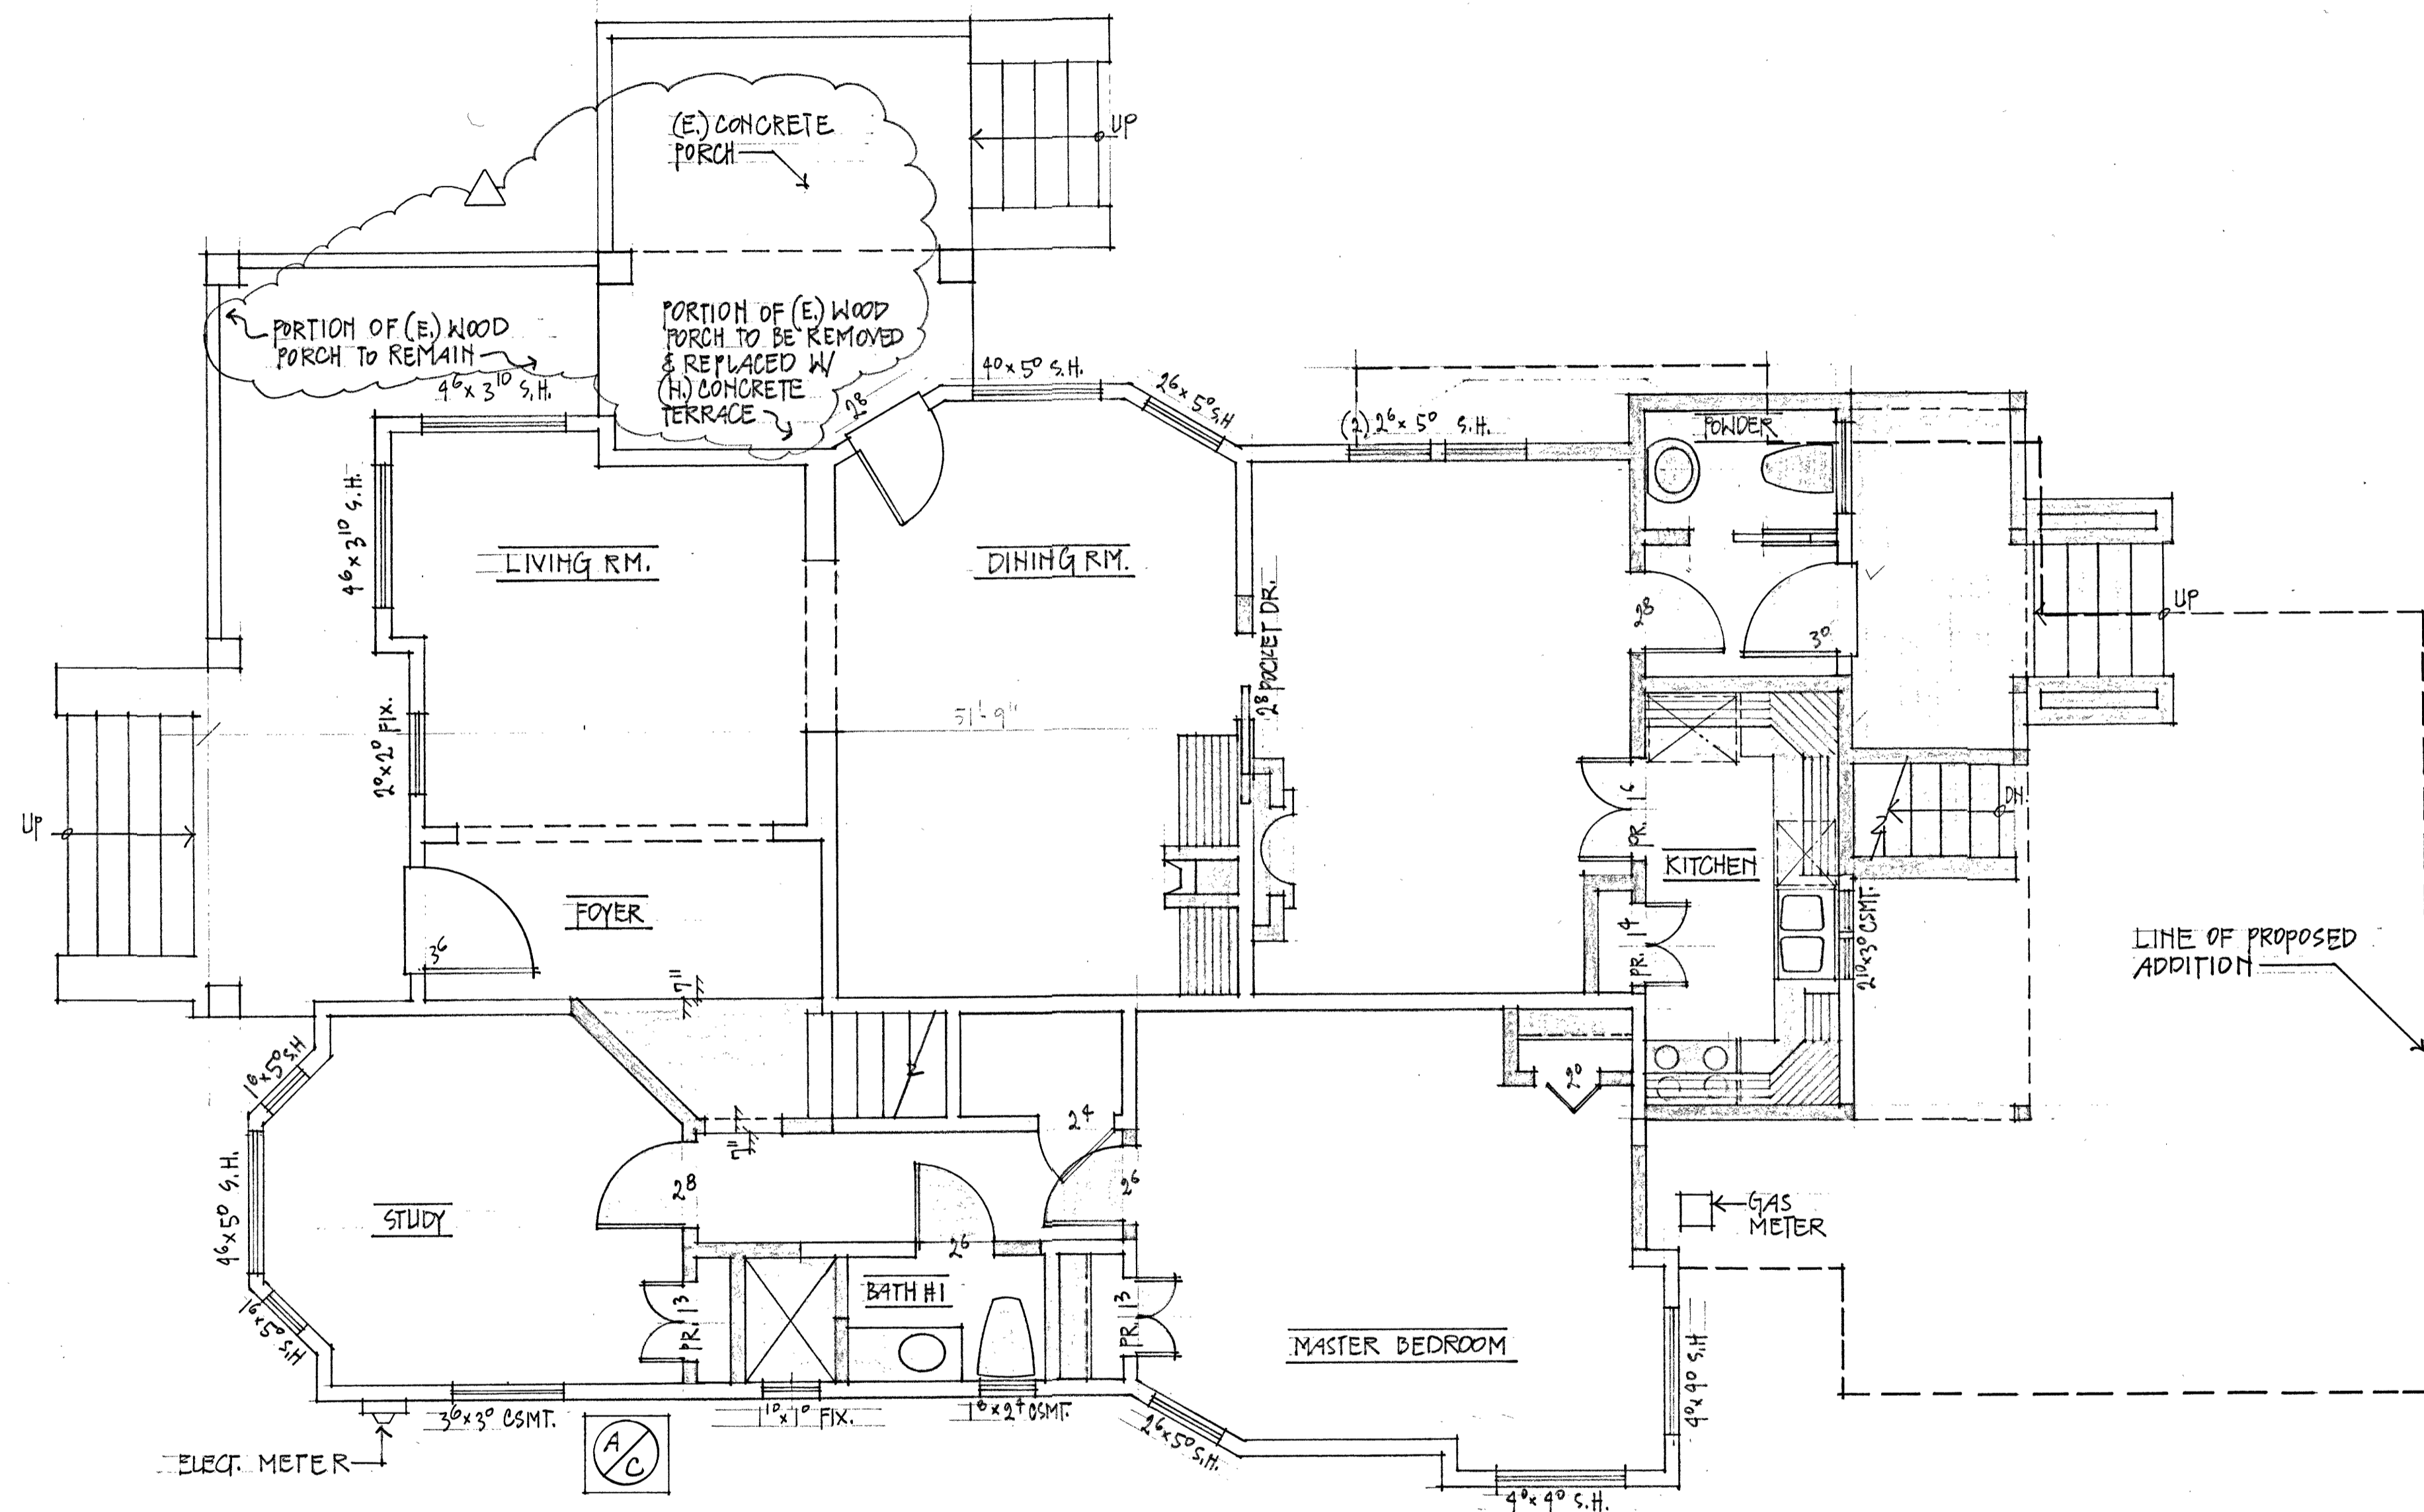 (E.) CONCRETE
PORCH
UP
PORTION OF (E.) WOOD
PORCH TO REMAIN
PORTION OF (E.) WOOD
PORCH TO BE REMOVED
& REPLACED W/
(N.) CONCRETE
TERRACE
4⁶ x 3¹⁰ S.H.
2⁸
4⁰ x 5⁰ S.H.
2⁶ x 5⁰ S.H
(2) 2⁶ x 5⁰ S.H.
POWDER
4⁶ x 3¹⁰ S.H.
LIVING RM.
DINING RM.
2⁸ POCKET DR.
2⁸
3⁰
UP
2⁰ x 2⁰ FIX.
51'-9"
UP
PR. 1⁶
DN.
KITCHEN
FOYER
3⁶
PR. 1⁴
2¹⁰ x 3⁰ CSMT.
LINE OF PROPOSED
ADDITION
7"
1⁶ x 5⁰ S.H
2⁰
2⁴
7"
4⁶ x 5⁰ S.H.
STUDY
2⁸
2⁶
GAS
METER
2⁶
BATH #1
1⁶ x 5⁰ S.H
PR. 1³
PR. 1³
MASTER BEDROOM
4⁰ x 4⁰ S.H
3⁶ x 3⁰ CSMT.
1¹⁰ x 1⁰ FIX.
1⁸ x 2⁴ CSMT.
2⁶ x 5⁰ S.H.
ELECT. METER
A/C
4⁰ x 4⁰ S.H.